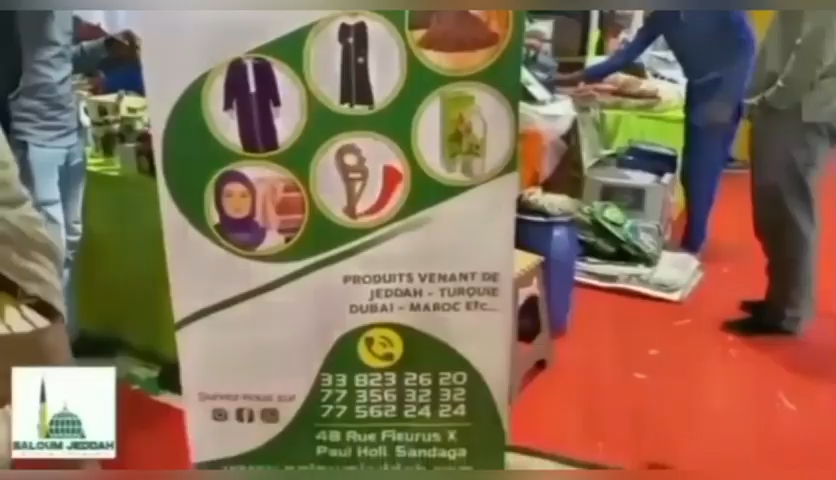 PRODUITS VENANT DE
JEDDAH - TURQUIE
DUBAI - MAROC Etc...
33 823 26 20
77 356 32 32
77 562 24 24
Suivez-nous sur
48 Rue Fleurus X
Paul Holl Sandaga
SALOUM JEDDAH